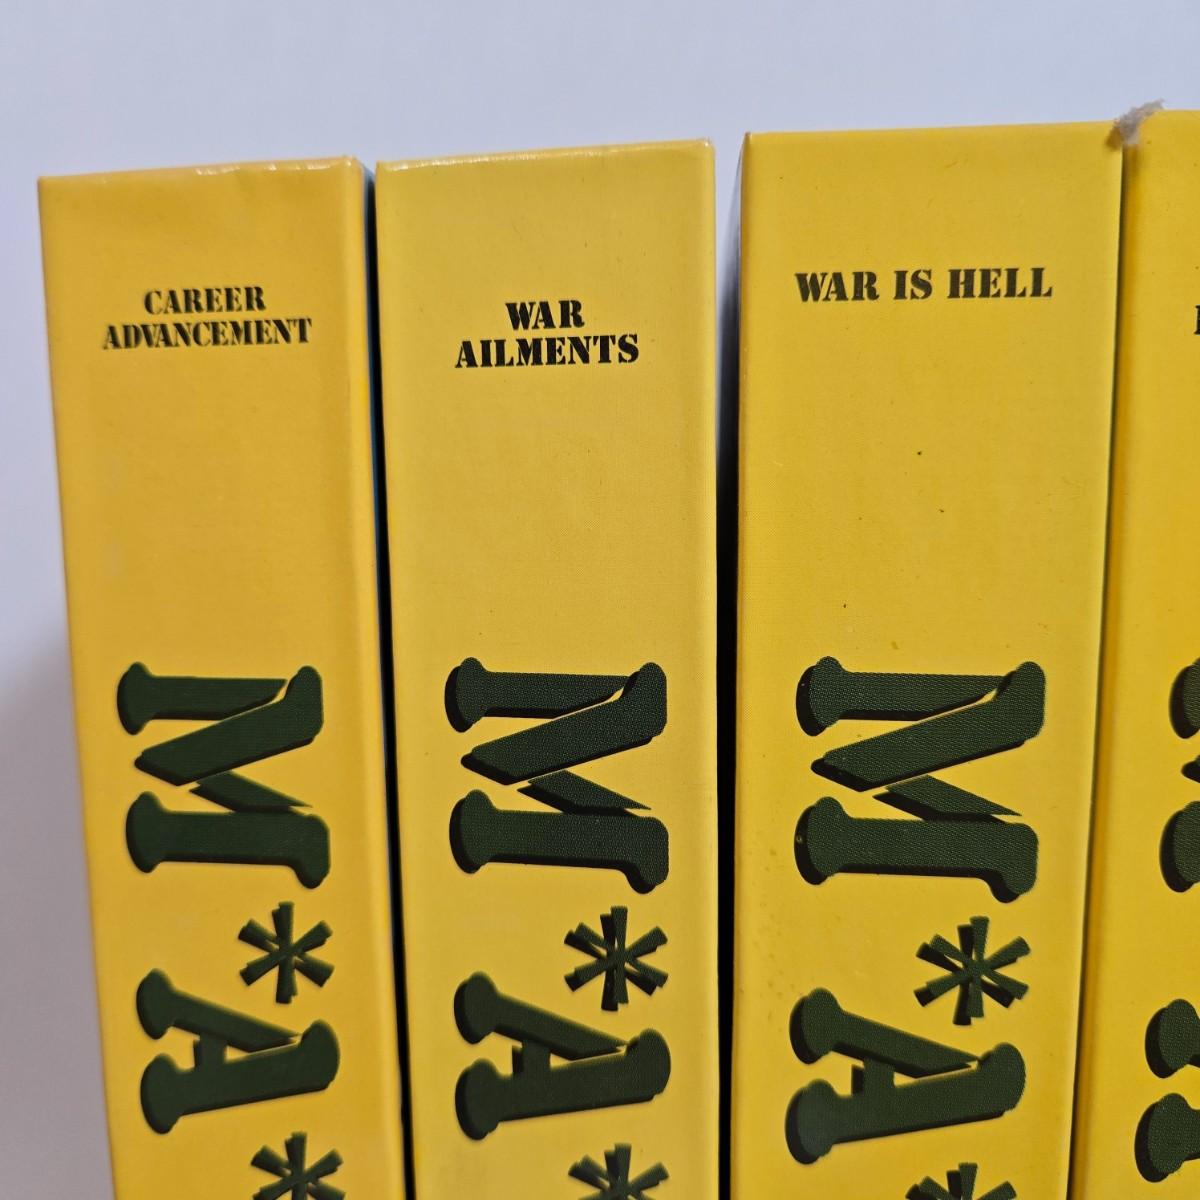 CAREER
ADVANCEMENT
M*A*
WAR
AILMENTS
M*A*
WAR IS HELL
M*A*